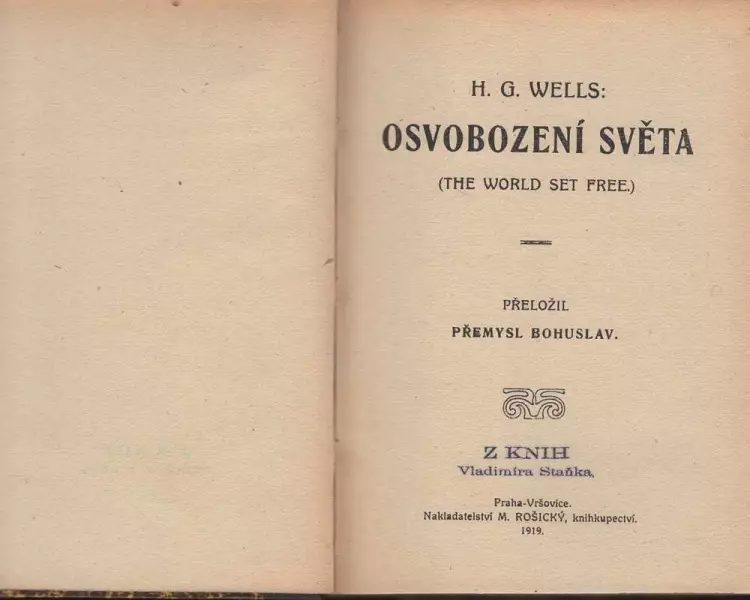 H. G. WELLS:
OSVOBOZENÍ SVĚTA
(THE WORLD SET FREE.)
PŘELOŽIL
PŘEMYSL BOHUSLAV.
Z KNIH
Vladimíra Staňka,
Praha-Vršovice.
Nakladatelství M. ROŠICKÝ, knihkupectví.
1919.